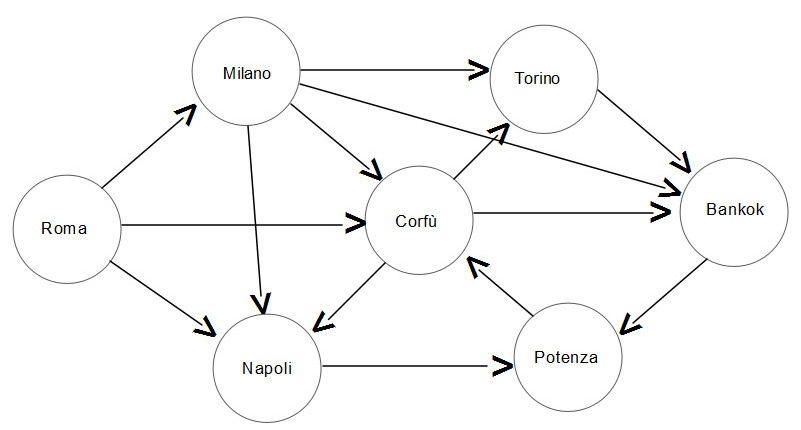 Milano
Torino
Roma
Corfù
Bankok
Napoli
Potenza